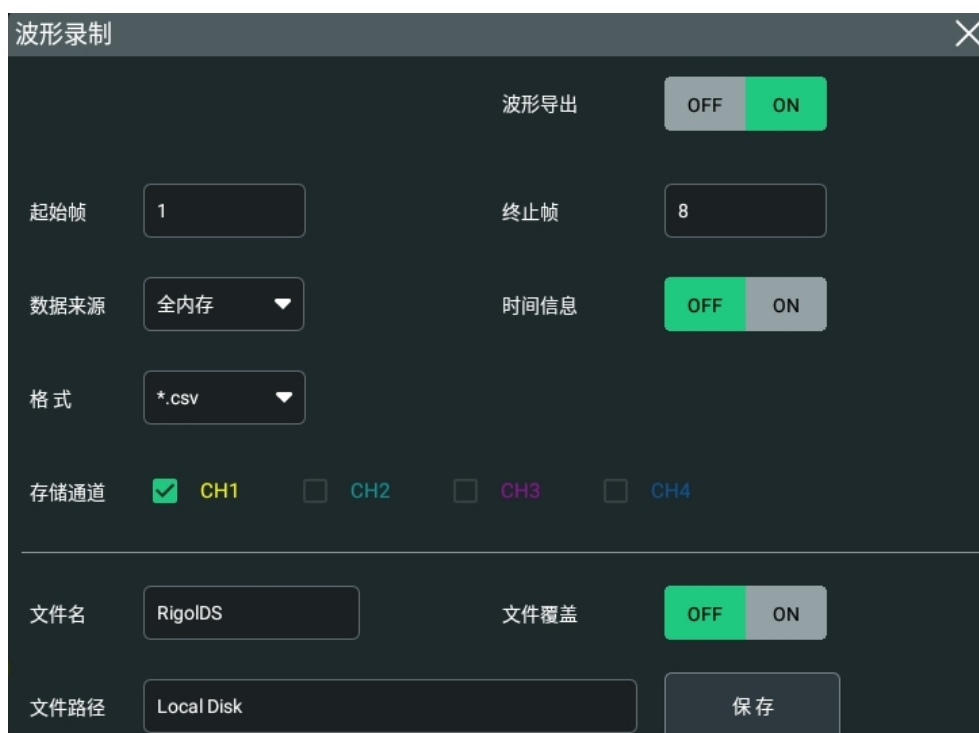 波形录制
波形导出 OFF ON
起始帧 1 终止帧 8
数据来源 全内存 时间信息 OFF ON
格式 *.csv
存储通道 CH1 CH2 CH3 CH4
文件名 RigolDS 文件覆盖 OFF ON
文件路径 Local Disk 保存